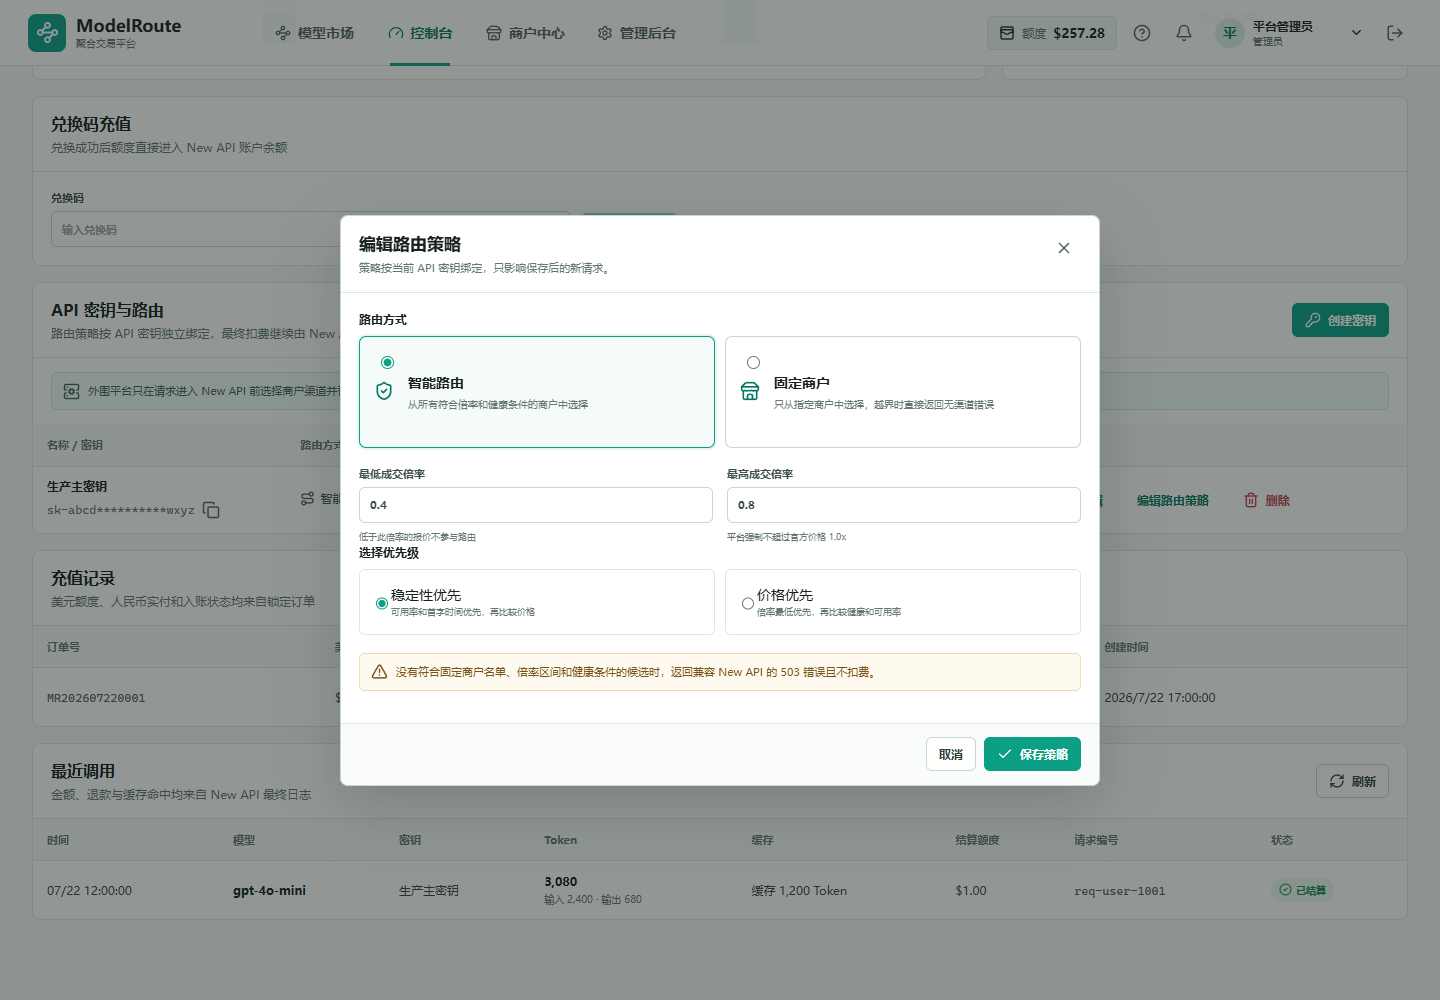 ModelRoute
聚合交易平台
模型市场
控制台
商户中心
管理后台
额度 $257.28
平
平台管理员
管理员
兑换码充值
兑换成功后额度直接进入 New API 账户余额
兑换码
输入兑换码
API 密钥与路由
路由策略按 API 密钥独立绑定，最终扣费继续由 New
创建密钥
外围平台只在请求进入 New API 前选择商户渠道并
名称 / 密钥
路由方式
生产主密钥
sk-abcd**********wxyz
智能
编辑路由策略
删除
充值记录
美元额度、人民币实付和入账状态均来自锁定订单
订单号
创建时间
MR202607220001
$
2026/7/22 17:00:00
最近调用
金额、退款与缓存命中均来自 New API 最终日志
刷新
时间
模型
密钥
Token
缓存
结算额度
请求编号
状态
07/22 12:00:00
gpt-4o-mini
生产主密钥
3,080
输入 2,400 · 输出 680
缓存 1,200 Token
$1.00
req-user-1001
已结算
编辑路由策略
策略按当前 API 密钥绑定，只影响保存后的新请求。
路由方式
智能路由
从所有符合倍率和健康条件的商户中选择
固定商户
只从指定商户中选择，越界时直接返回无渠道错误
最低成交倍率
0.4
低于此倍率的报价不参与路由
最高成交倍率
0.8
平台强制不超过官方价格 1.0x
选择优先级
稳定性优先
可用率和首字时间优先，再比较价格
价格优先
倍率最低优先，再比较健康和可用率
没有符合固定商户名单、倍率区间和健康条件的候选时，返回兼容 New API 的 503 错误且不扣费。
取消
保存策略